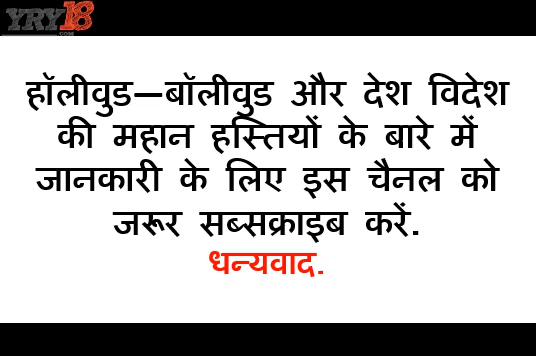 YRY18
.COM
हॉलीवुड–बॉलीवुड और देश विदेश
की महान हस्तियों के बारे में
जानकारी के लिए इस चैनल को
जरूर सब्सक्राइब करें.
धन्यवाद.